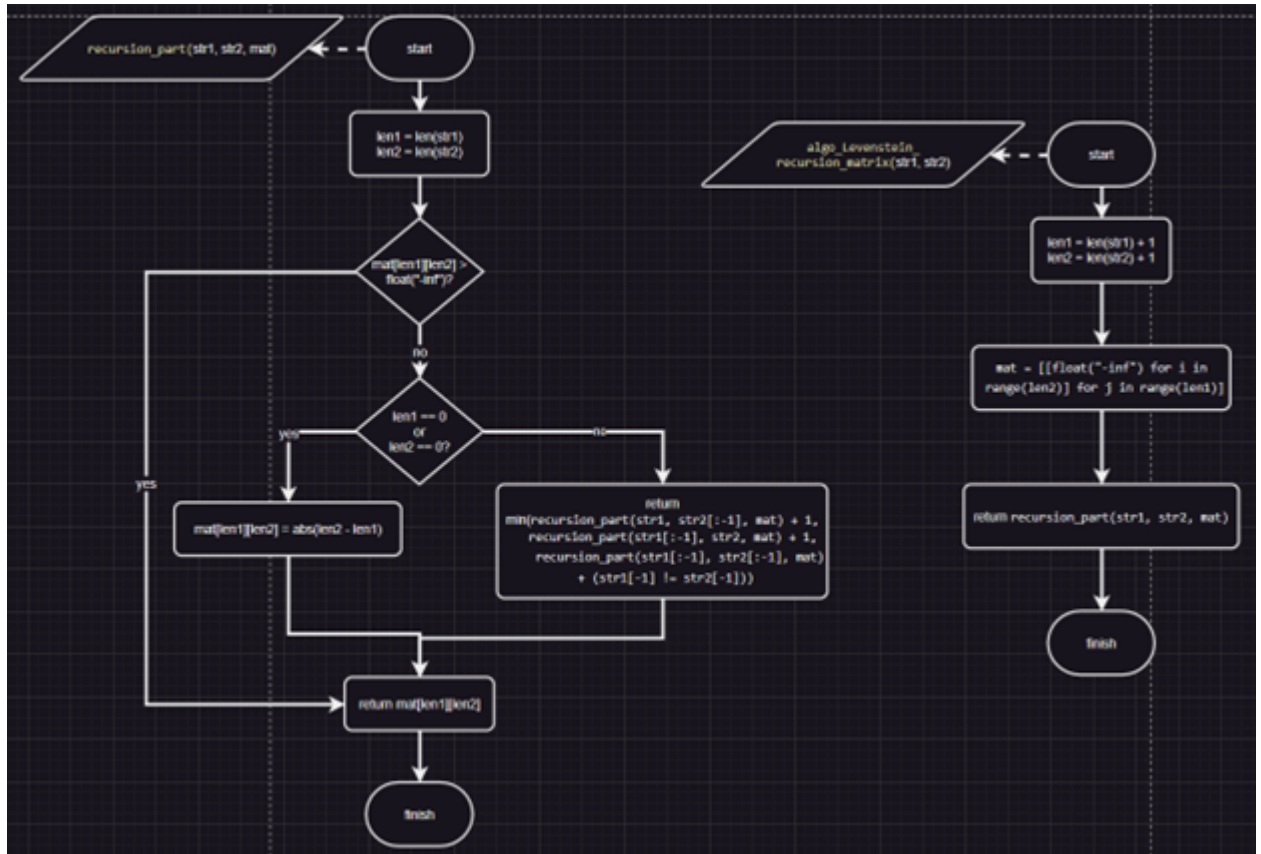 recursion_part(str1, str2, mat)
start
len1 = len(str1)
len2 = len(str2)
mat[len1][len2] >
float("-inf")?
no
len1 == 0
or
len2 == 0?
yes
no
yes
mat[len1][len2] = abs(len2 - len1)
return
min(recursion_part(str1, str2[:-1], mat) + 1,
recursion_part(str1[:-1], str2, mat) + 1,
recursion_part(str1[:-1], str2[:-1], mat)
+ (str1[-1] != str2[-1]))
return mat[len1][len2]
finish
algo_Levenstein_
recursion_matrix(str1, str2)
start
len1 = len(str1) + 1
len2 = len(str2) + 1
mat = [[float("-inf") for i in
range(len2)] for j in range(len1)]
return recursion_part(str1, str2, mat)
finish